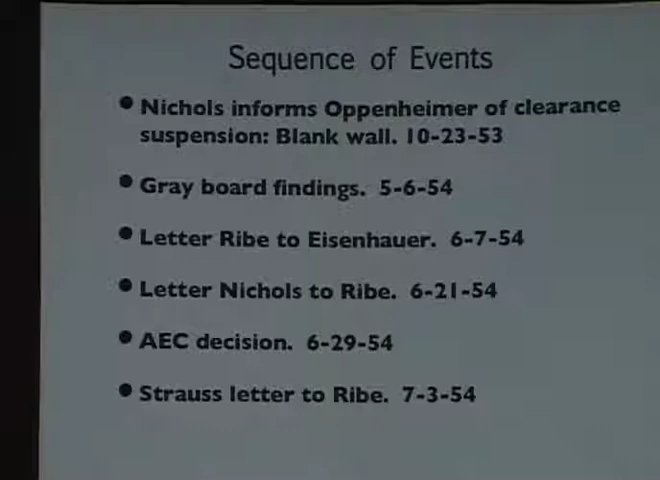 Sequence of Events
• Nichols informs Oppenheimer of clearance
suspension: Blank wall. 10-23-53
• Gray board findings. 5-6-54
• Letter Ribe to Eisenhauer. 6-7-54
• Letter Nichols to Ribe. 6-21-54
• AEC decision. 6-29-54
• Strauss letter to Ribe. 7-3-54